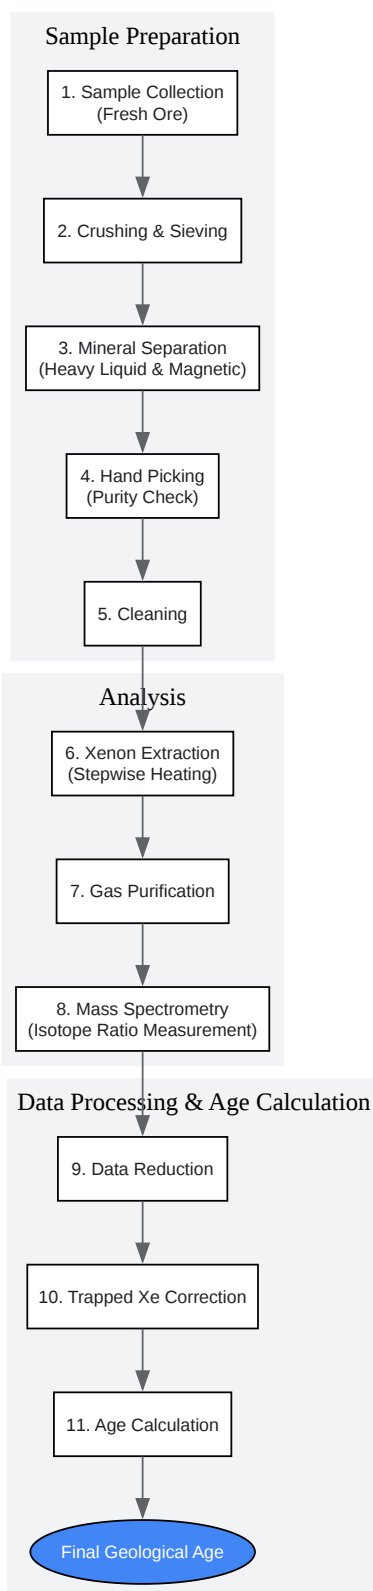 Sample Preparation
1. Sample Collection
(Fresh Ore)
2. Crushing & Sieving
3. Mineral Separation
(Heavy Liquid & Magnetic)
4. Hand Picking
(Purity Check)
5. Cleaning
Analysis
6. Xenon Extraction
(Stepwise Heating)
7. Gas Purification
8. Mass Spectrometry
(Isotope Ratio Measurement)
Data Processing & Age Calculation
9. Data Reduction
10. Trapped Xe Correction
11. Age Calculation
Final Geological Age